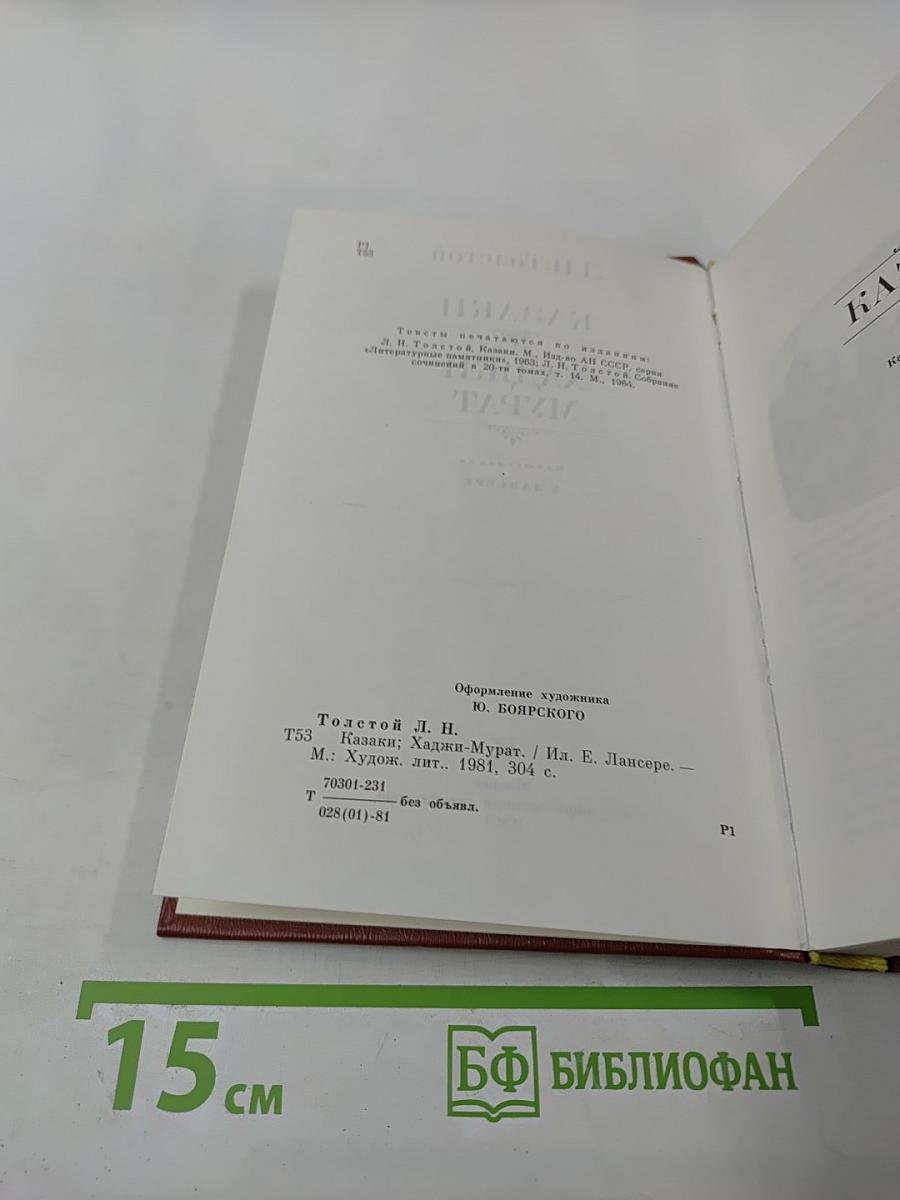 Р1
Т53
Тексты печатаются по изданиям:
Л. Н. Толстой. Казаки. М., Изд-во АН СССР, серия
«Литературные памятники», 1963; Л. Н. Толстой. Собрание
сочинений в 20-ти томах, т. 14. М., 1964.
Оформление художника
Ю. БОЯРСКОГО
Толстой Л. Н.
Т53 Казаки; Хаджи-Мурат. / Ил. Е. Лансере. —
М.: Худож. лит.. 1981, 304 с.
70301-231
Т без объявл.
028(01)-81
Р1
15 см
БФ БИБЛИОФАН